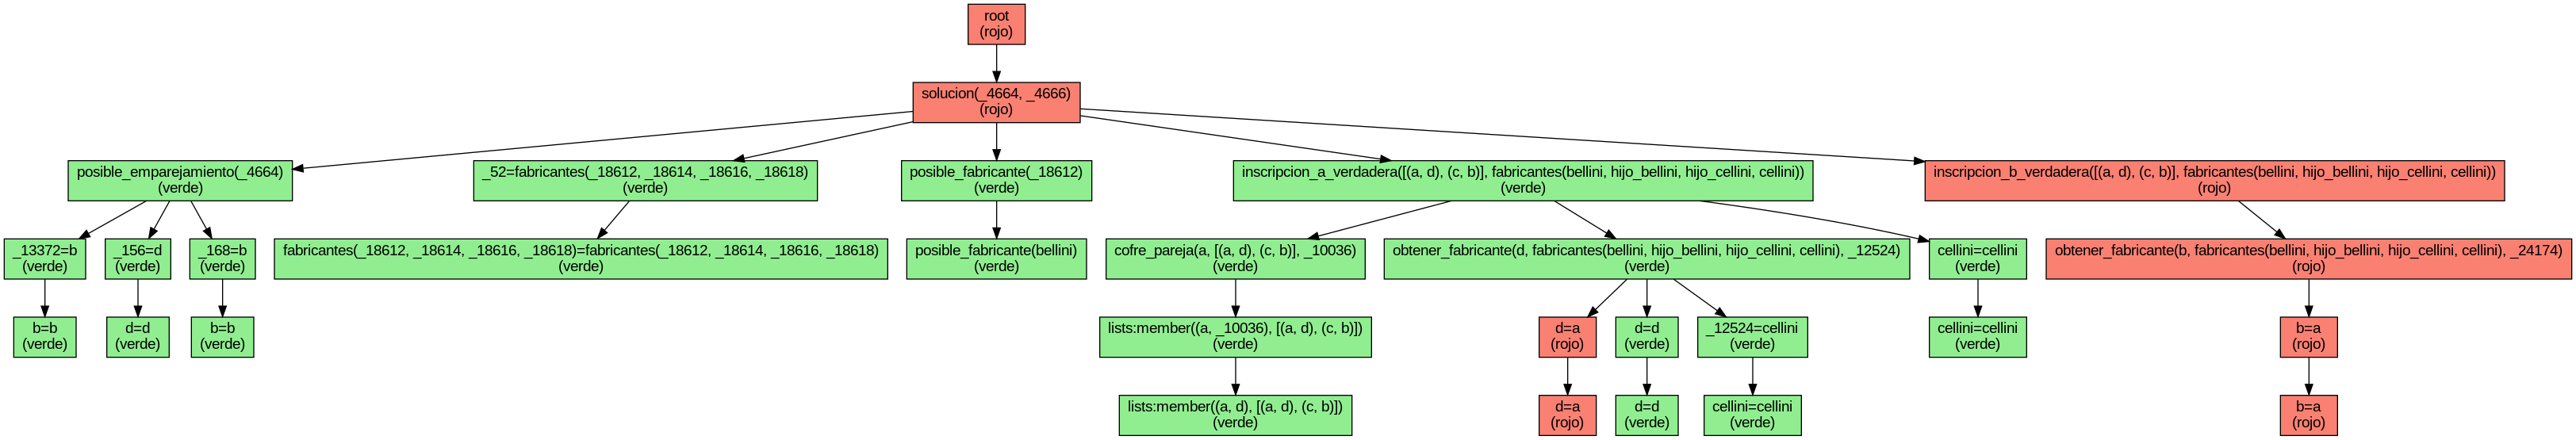 root
(rojo)
solucion(_4664, _4666)
(rojo)
posible_emparejamiento(_4664)
(verde)
_52=fabricantes(_18612, _18614, _18616, _18618)
(verde)
posible_fabricante(_18612)
(verde)
inscripcion_a_verdadera([(a, d), (c, b)], fabricantes(bellini, hijo_bellini, hijo_cellini, cellini))
(verde)
inscripcion_b_verdadera([(a, d), (c, b)], fabricantes(bellini, hijo_bellini, hijo_cellini, cellini))
(rojo)
_13372=b
(verde)
_156=d
(verde)
_168=b
(verde)
fabricantes(_18612, _18614, _18616, _18618)=fabricantes(_18612, _18614, _18616, _18618)
(verde)
posible_fabricante(bellini)
(verde)
cofre_pareja(a, [(a, d), (c, b)], _10036)
(verde)
obtener_fabricante(d, fabricantes(bellini, hijo_bellini, hijo_cellini, cellini), _12524)
(verde)
cellini=cellini
(verde)
obtener_fabricante(b, fabricantes(bellini, hijo_bellini, hijo_cellini, cellini), _24174)
(rojo)
b=b
(verde)
d=d
(verde)
b=b
(verde)
lists:member((a, _10036), [(a, d), (c, b)])
(verde)
d=a
(rojo)
d=d
(verde)
_12524=cellini
(verde)
cellini=cellini
(verde)
b=a
(rojo)
lists:member((a, d), [(a, d), (c, b)])
(verde)
d=a
(rojo)
d=d
(verde)
cellini=cellini
(verde)
b=a
(rojo)